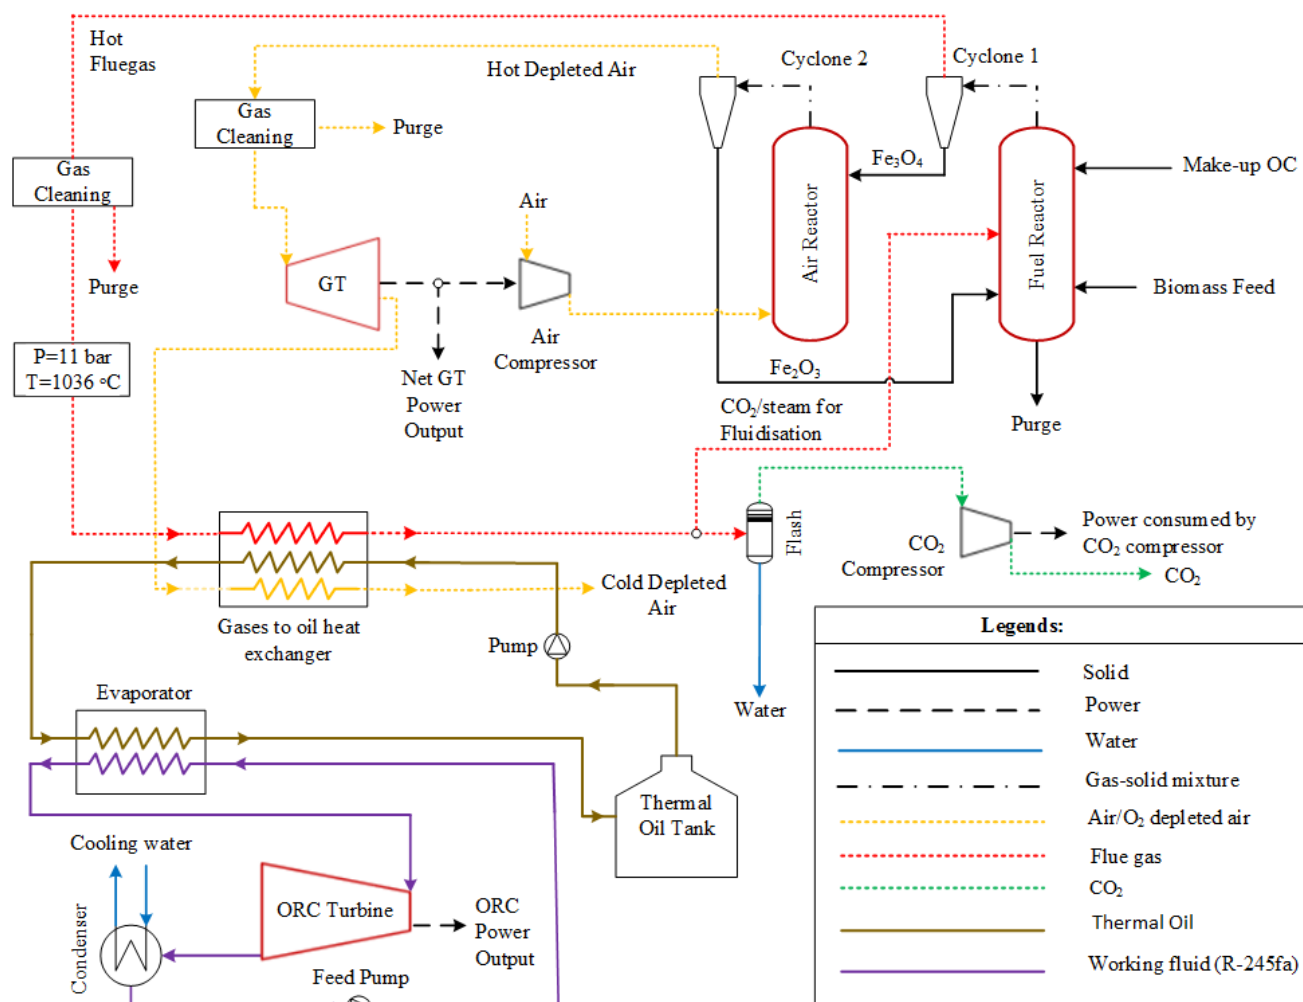 Hot
Fluegas
Hot Depleted Air
Cyclone 2
Cyclone 1
Gas
Cleaning
Purge
Gas
Cleaning
Purge
Fe₃O₄
Make-up OC
Air Reactor
Fuel Reactor
Air
GT
Biomass Feed
Air
Compressor
P=11 bar
T=1036 °C
Net GT
Power
Output
Fe₂O₃
CO₂/steam for
Fluidisation
Purge
Flash
CO₂
Compressor
Power consumed by
CO₂ compressor
CO₂
Cold Depleted
Air
Gases to oil heat
exchanger
Pump
Water
Evaporator
Thermal
Oil Tank
Cooling water
Condenser
ORC Turbine
ORC
Power
Output
Feed Pump
Legends:
Solid
Power
Water
Gas-solid mixture
Air/O₂ depleted air
Flue gas
CO₂
Thermal Oil
Working fluid (R-245fa)